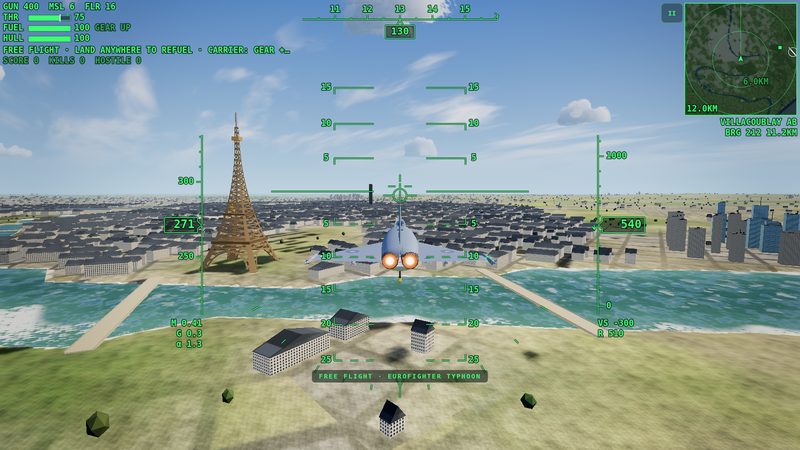 GUN 400 MSL 6 FLR 16
THR 75
FUEL 100 GEAR UP
HULL 100
FREE FLIGHT · LAND ANYWHERE TO REFUEL · CARRIER: GEAR +…
SCORE 0 KILLS 0 HOSTILE 0
11 12 13 14 15
130
II
6.0KM
12.0KM
VILLACOUBLAY AB
BRG 212 11.2KM
15 15
10 10
5 5
300
1000
271
540
5 5
250
10 10
15 15
0
M 0.41
G 0.3
α 1.3
20 20
VS -300
R 510
25 25
FREE FLIGHT · EUROFIGHTER TYPHOON